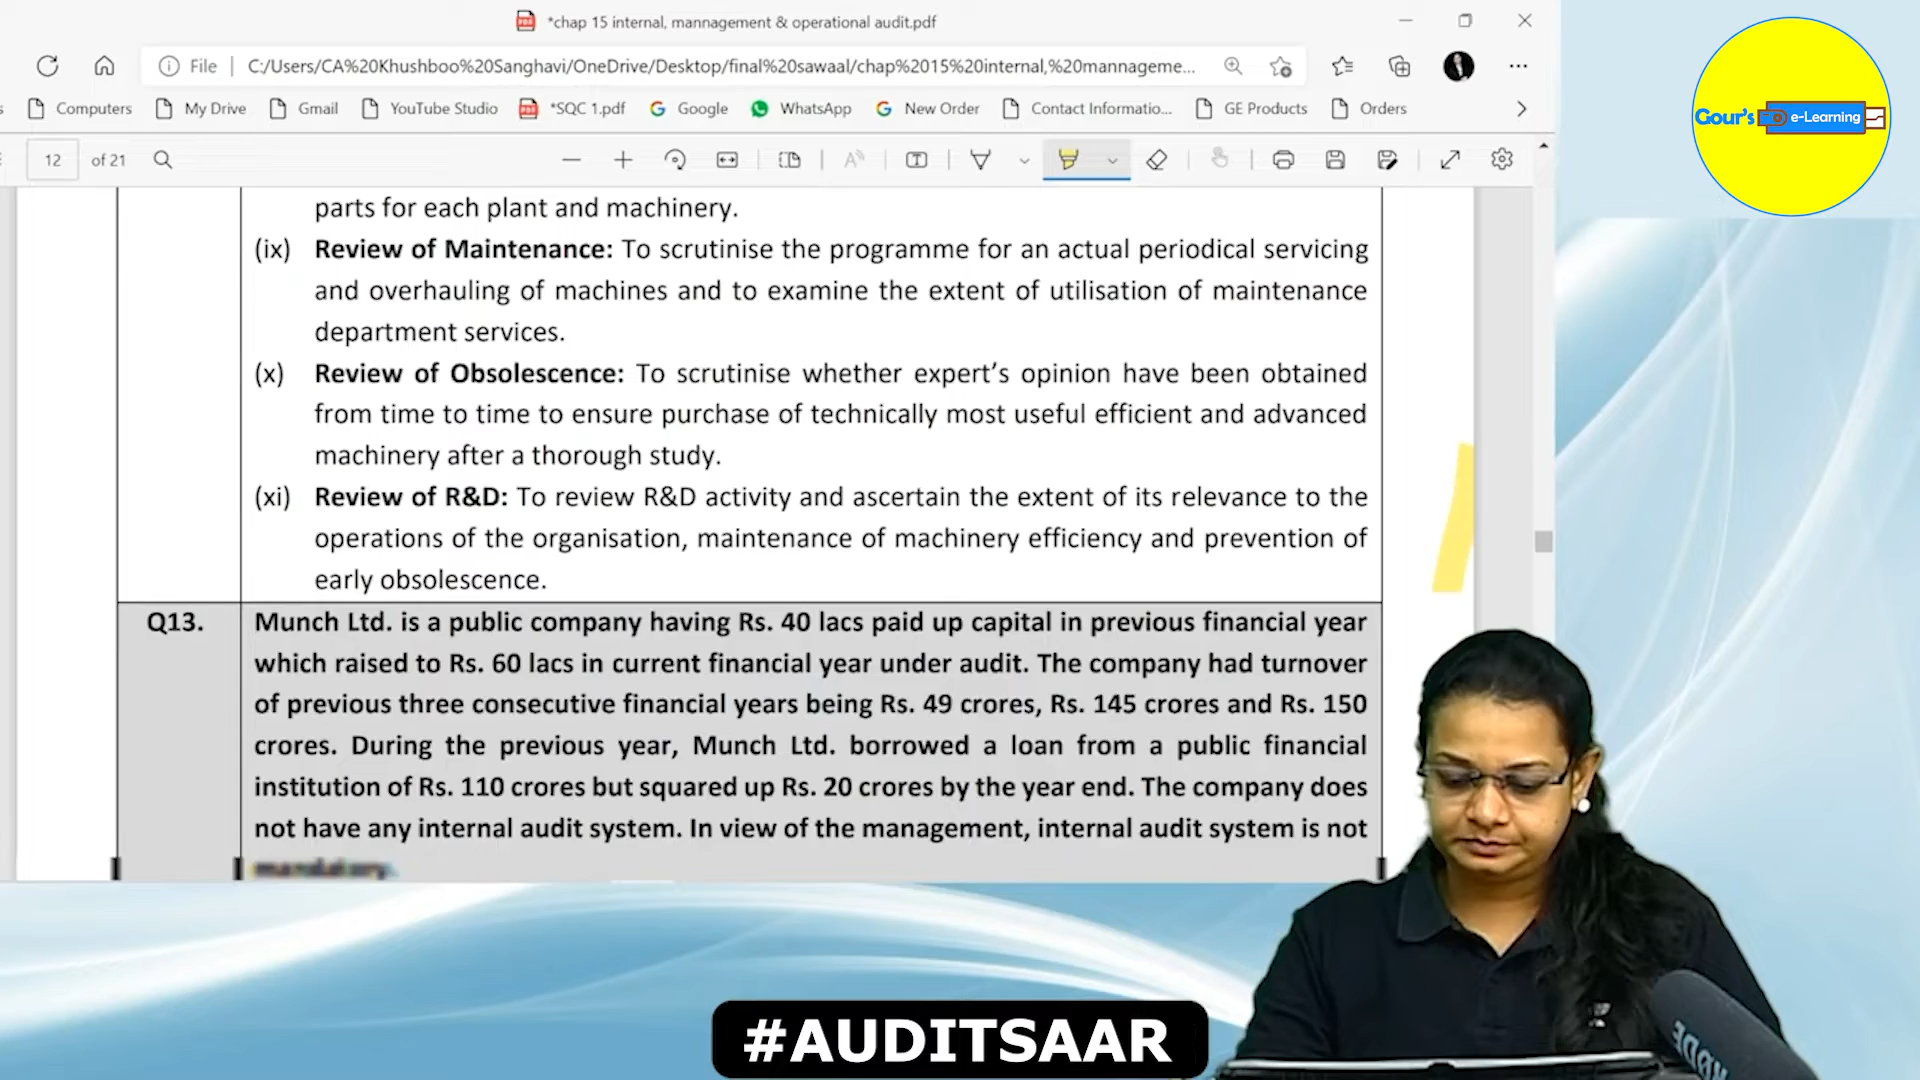 *chap 15 internal, mannagement & operational audit.pdf
File
C:/Users/CA%20Khushboo%20Sanghavi/OneDrive/Desktop/final%20sawaal/chap%2015%20internal,%20mannageme...
Computers
My Drive
Gmail
YouTube Studio
*SQC 1.pdf
Google
WhatsApp
New Order
Contact Informatio...
GE Products
Orders
12 of 21
Gour's
e-Learning
parts for each plant and machinery.
(ix) Review of Maintenance: To scrutinise the programme for an actual periodical servicing
and overhauling of machines and to examine the extent of utilisation of maintenance
department services.
(x) Review of Obsolescence: To scrutinise whether expert's opinion have been obtained
from time to time to ensure purchase of technically most useful efficient and advanced
machinery after a thorough study.
(xi) Review of R&D: To review R&D activity and ascertain the extent of its relevance to the
operations of the organisation, maintenance of machinery efficiency and prevention of
early obsolescence.
Q13. Munch Ltd. is a public company having Rs. 40 lacs paid up capital in previous financial year
which raised to Rs. 60 lacs in current financial year under audit. The company had turnover
of previous three consecutive financial years being Rs. 49 crores, Rs. 145 crores and Rs. 150
crores. During the previous year, Munch Ltd. borrowed a loan from a public financial
institution of Rs. 110 crores but squared up Rs. 20 crores by the year end. The company does
not have any internal audit system. In view of the management, internal audit system is not
mandatory.
#AUDITSAAR